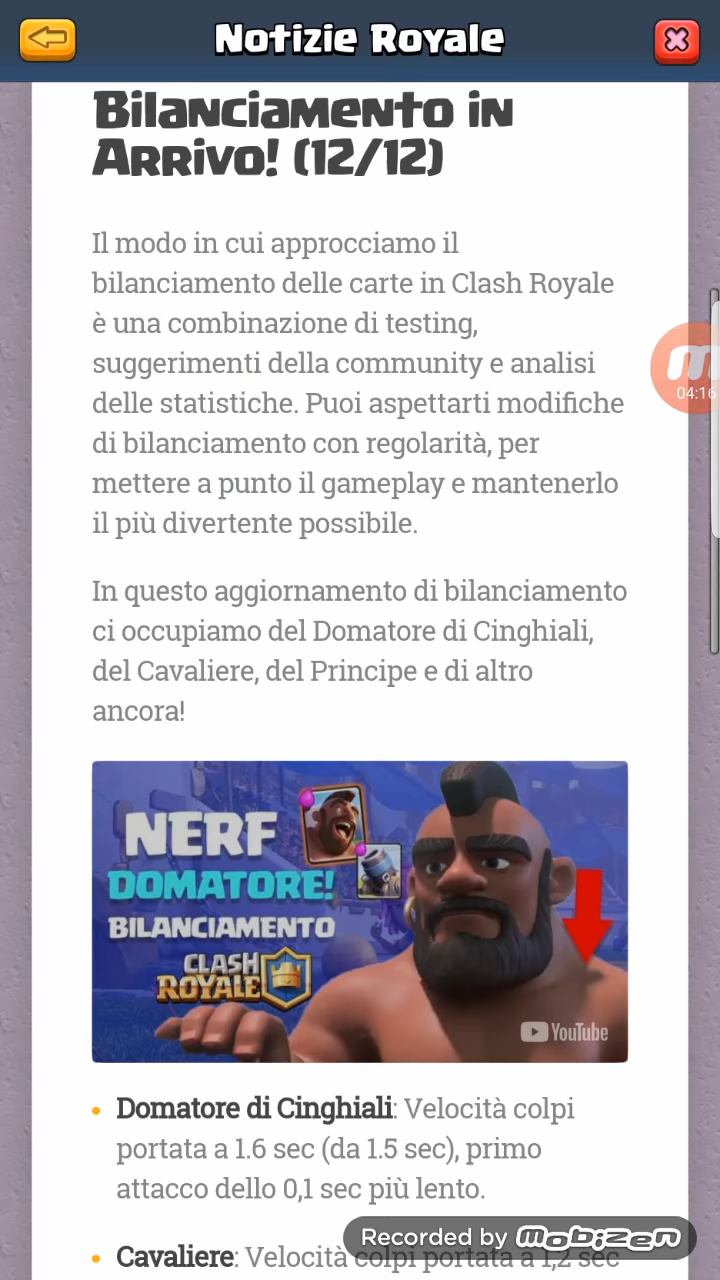 Notizie Royale
Bilanciamento in
Arrivo! (12/12)
Il modo in cui approcciamo il
bilanciamento delle carte in Clash Royale
è una combinazione di testing,
suggerimenti della community e analisi
delle statistiche. Puoi aspettarti modifiche
di bilanciamento con regolarità, per
mettere a punto il gameplay e mantenerlo
il più divertente possibile.
04:16
In questo aggiornamento di bilanciamento
ci occupiamo del Domatore di Cinghiali,
del Cavaliere, del Principe e di altro
ancora!
NERF
DOMATORE!
BILANCIAMENTO
CLASH
ROYALE
YouTube
• Domatore di Cinghiali: Velocità colpi
portata a 1.6 sec (da 1.5 sec), primo
attacco dello 0,1 sec più lento.
• Cavaliere: Velocità colpi portata a 1,2 sec
Recorded by mobizen